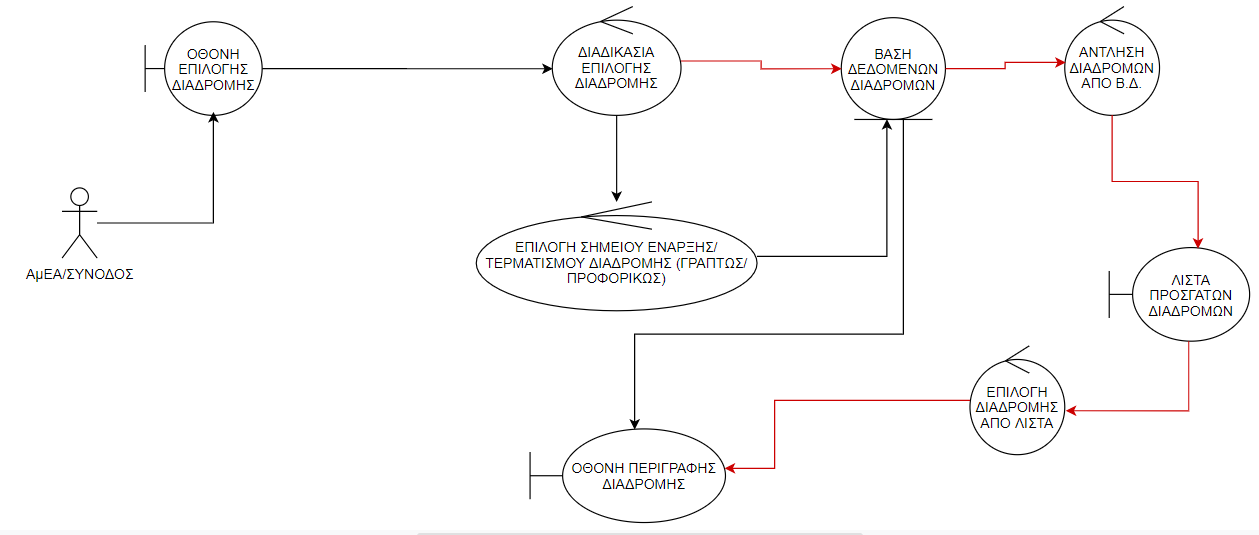 ΟΘΟΝΗ
ΕΠΙΛΟΓΗΣ
ΔΙΑΔΡΟΜΗΣ
ΔΙΑΔΙΚΑΣΙΑ
ΕΠΙΛΟΓΗΣ
ΔΙΑΔΡΟΜΗΣ
ΒΑΣΗ
ΔΕΔΟΜΕΝΩΝ
ΔΙΑΔΡΟΜΩΝ
ΑΝΤΛΗΣΗ
ΔΙΑΔΡΟΜΩΝ
ΑΠΟ Β.Δ.
ΑμΕΑ/ΣΥΝΟΔΟΣ
ΕΠΙΛΟΓΗ ΣΗΜΕΙΟΥ ΕΝΑΡΞΗΣ/
ΤΕΡΜΑΤΙΣΜΟΥ ΔΙΑΔΡΟΜΗΣ (ΓΡΑΠΤΩΣ/
ΠΡΟΦΟΡΙΚΩΣ)
ΛΙΣΤΑ
ΠΡΟΣΓΑΤΩΝ
ΔΙΑΔΡΟΜΩΝ
ΕΠΙΛΟΓΗ
ΔΙΑΔΡΟΜΗΣ
ΑΠΟ ΛΙΣΤΑ
ΟΘΟΝΗ ΠΕΡΙΓΡΑΦΗΣ
ΔΙΑΔΡΟΜΗΣ